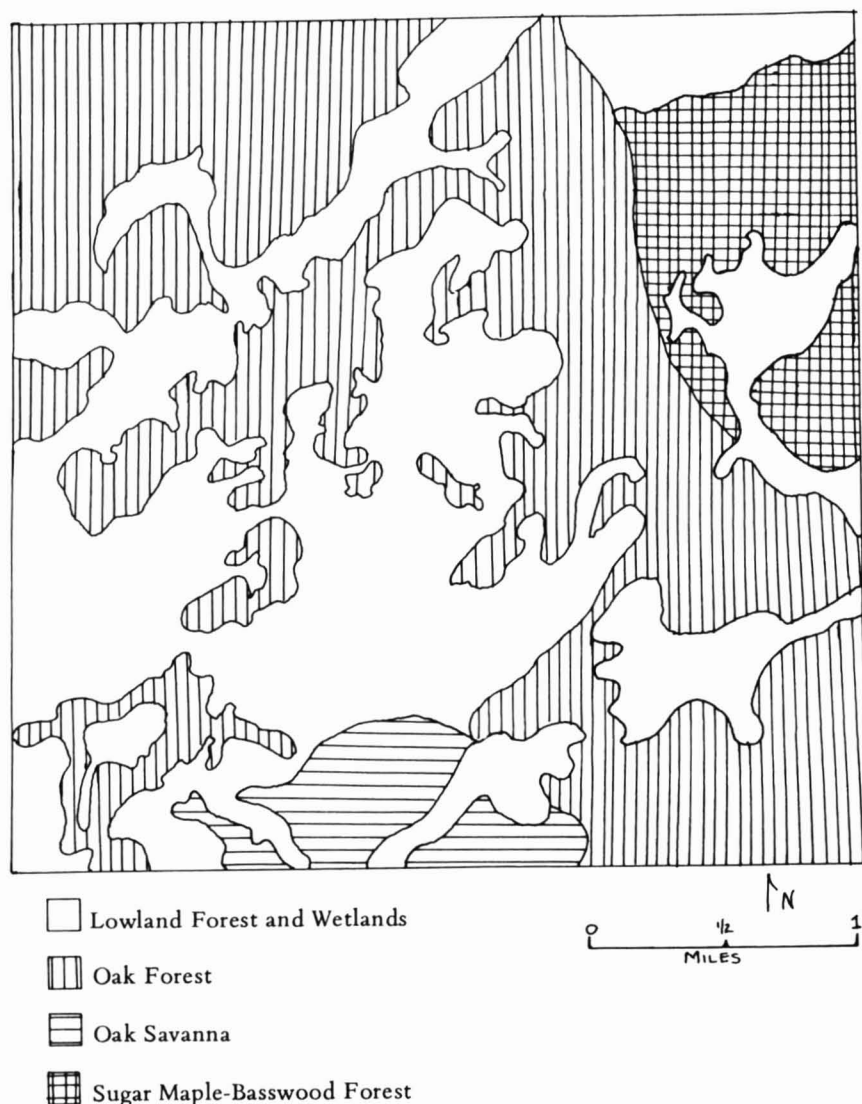 N
0 1/2 1
MILES
Lowland Forest and Wetlands
Oak Forest
Oak Savanna
Sugar Maple-Basswood Forest